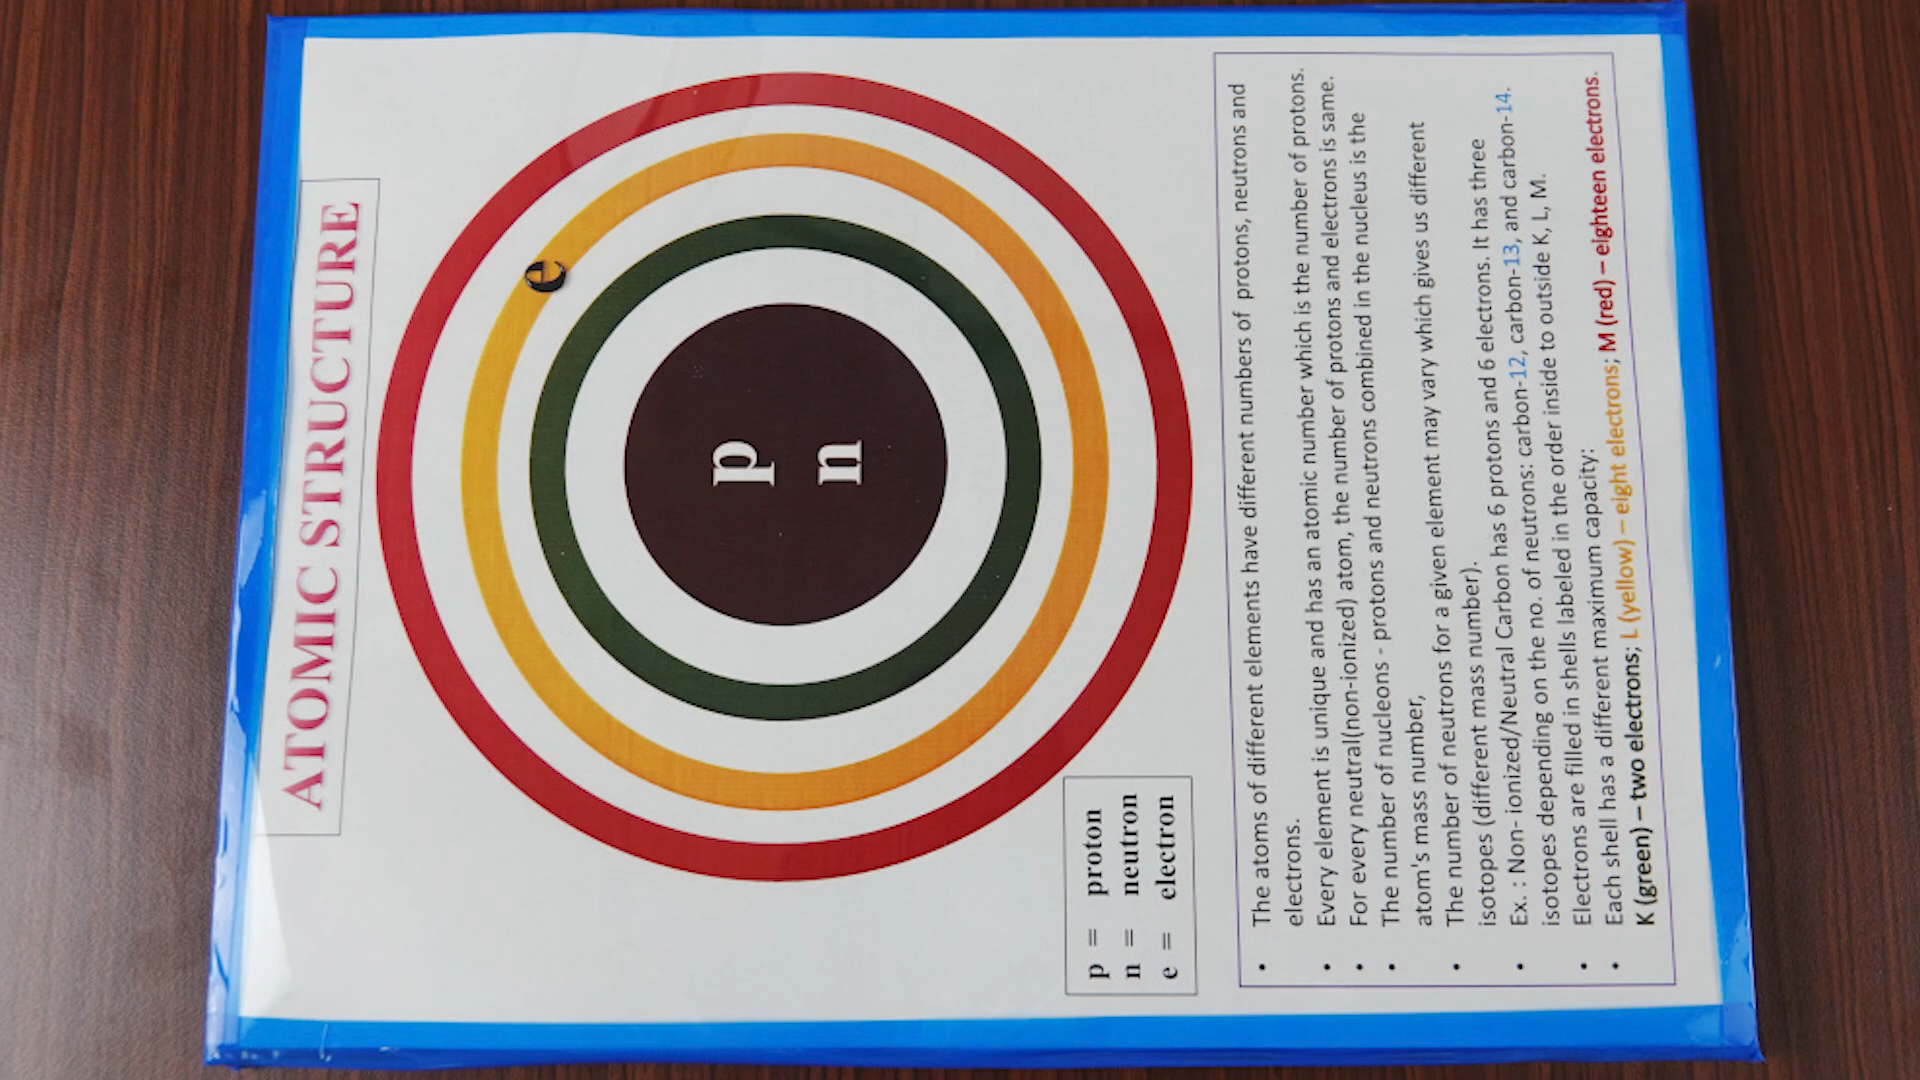 ATOMIC STRUCTURE
e
p
n
p = proton
n = neutron
e = electron
• The atoms of different elements have different numbers of protons, neutrons and
electrons.
• Every element is unique and has an atomic number which is the number of protons.
• For every neutral(non-ionized) atom, the number of protons and electrons is same.
• The number of nucleons - protons and neutrons combined in the nucleus is the
atom's mass number,
• The number of neutrons for a given element may vary which gives us different
isotopes (different mass number).
• Ex. : Non- ionized/Neutral Carbon has 6 protons and 6 electrons. It has three
isotopes depending on the no. of neutrons: carbon-12, carbon-13, and carbon-14.
• Electrons are filled in shells labeled in the order inside to outside K, L, M.
• Each shell has a different maximum capacity:
K (green) – two electrons; L (yellow) – eight electrons; M (red) – eighteen electrons.